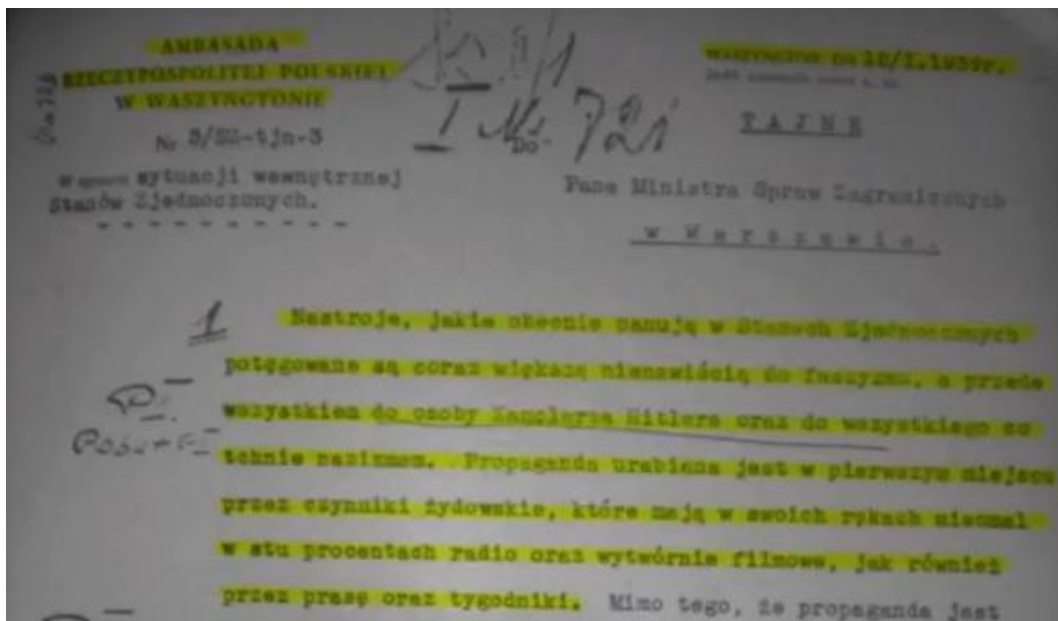 AMBASADA
RZECZYPOSPOLITEJ POLSKIEJ
W WASZYNGTONIE
Nr 3/SZ-tjn-3
W sprawie sytuacji wewnętrznej
Stanów Zjednoczonych.
WASZYNGTON DN 12/I.1939r.
TAJNE
Do
Pana Ministra Spraw Zagranicznych
w Warszawie.
1
Nastroje, jakie obecnie panują w Stanach Zjednoczonych
potęgowane są coraz większą nienawiścią do faszyzmu, a przede
wszystkiem do osoby Kanclerza Hitlera oraz do wszystkiego co
tchnie nazizmem. Propaganda urabiana jest w pierwszym miejscu
przez czynniki żydowskie, które mają w swoich rękach nieomal
w stu procentach radio oraz wytwórnie filmowe, jak również
przez prasę oraz tygodniki. Mimo tego, że propaganda jest